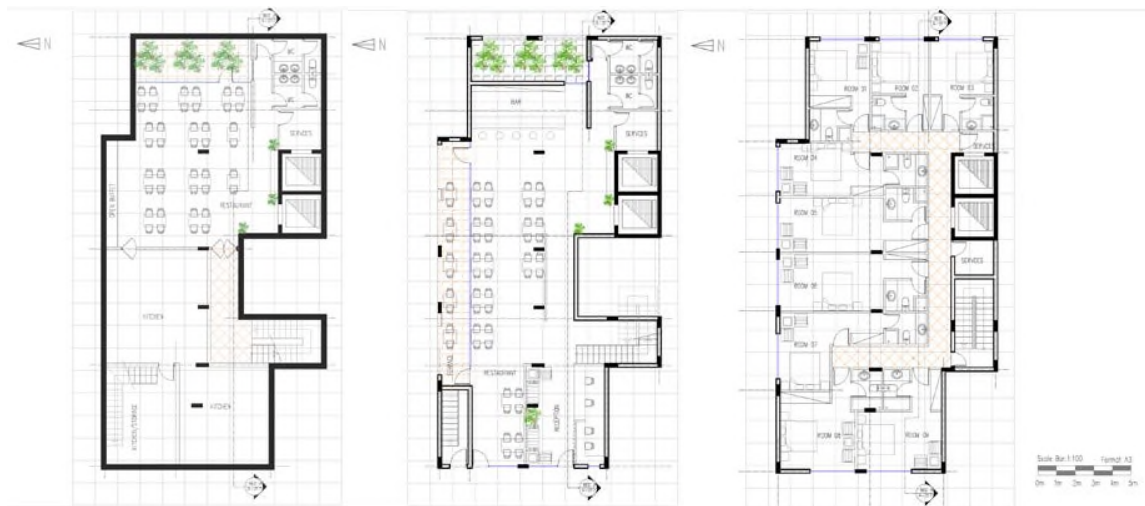 N
WC
WC
SERVICES
RESTAURANT
KITCHEN
KITCHEN/STORAGE
KITCHEN
N
WC
BAR
WC
SERVICES
SERVICE
RESTAURANT
RECEPTION
N
ROOM 01
ROOM 02
ROOM 03
SERVICES
ROOM 04
ROOM 05
ROOM 06
SERVICES
ROOM 07
ROOM 08
ROOM 09
Scale Bar:1:100 Format A3
0m 1m 2m 3m 4m 5m